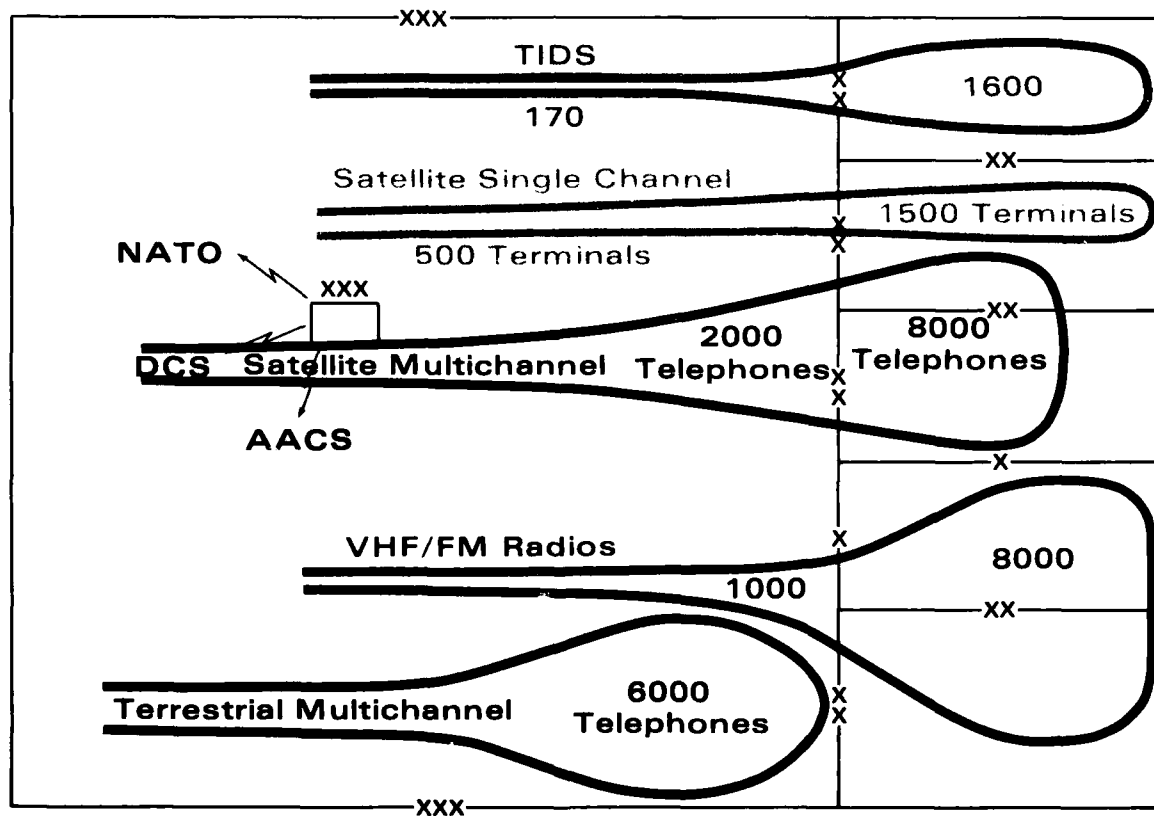 XXX
TIDS
170
1600
X
X
XX
Satellite Single Channel
1500 Terminals
500 Terminals
X
X
NATO
XXX
XX
2000
Telephones
8000
Telephones
DCS Satellite Multichannel
X
X
AACS
X
X
VHF/FM Radios
1000
8000
XX
Terrestrial Multichannel
6000
Telephones
X
X
XXX